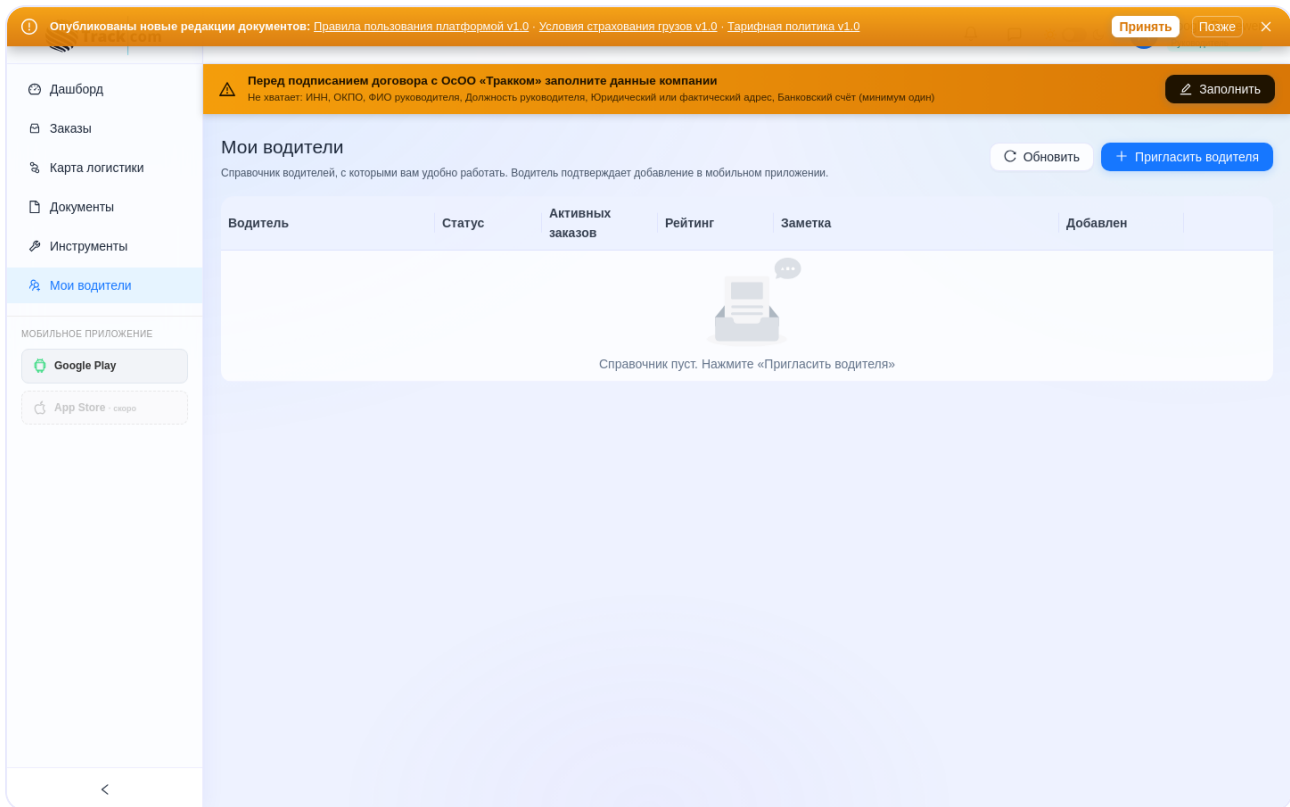 Опубликованы новые редакции документов: Правила пользования платформой v1.0 · Условия страхования грузов v1.0 · Тарифная политика v1.0
Принять
Позже
Track.com
Перед подписанием договора с ОсОО «Тракком» заполните данные компании
Не хватает: ИНН, ОКПО, ФИО руководителя, Должность руководителя, Юридический или фактический адрес, Банковский счёт (минимум один)
Заполнить
Дашборд
Заказы
Карта логистики
Документы
Инструменты
Мои водители
МОБИЛЬНОЕ ПРИЛОЖЕНИЕ
Google Play
App Store · скоро
Мои водители
Справочник водителей, с которыми вам удобно работать. Водитель подтверждает добавление в мобильном приложении.
Обновить
Пригласить водителя
Водитель
Статус
Активных
заказов
Рейтинг
Заметка
Добавлен
Справочник пуст. Нажмите «Пригласить водителя»